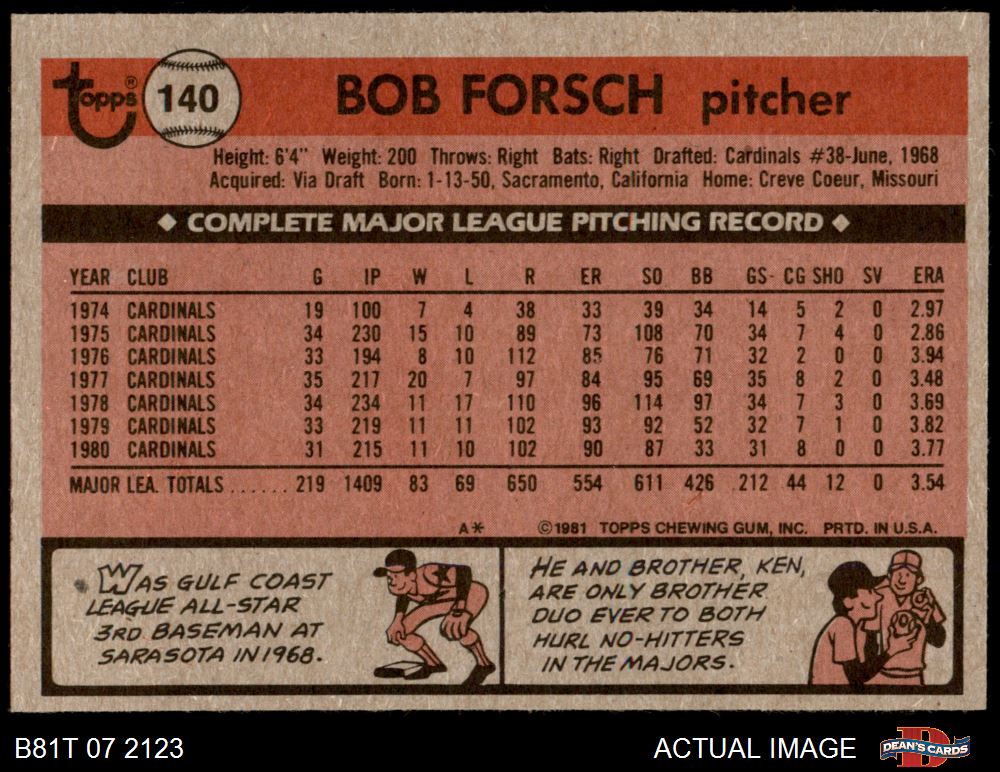 Topps® 140 BOB FORSCH pitcher
Height: 6'4" Weight: 200 Throws: Right Bats: Right Drafted: Cardinals #38-June, 1968
Acquired: Via Draft Born: 1-13-50, Sacramento, California Home: Creve Coeur, Missouri
◆ COMPLETE MAJOR LEAGUE PITCHING RECORD ◆
YEAR CLUB G IP W L R ER SO BB GS CG SHO SV ERA
1974 CARDINALS 19 100 7 4 38 33 39 34 14 5 2 0 2.97
1975 CARDINALS 34 230 15 10 89 73 108 70 34 7 4 0 2.86
1976 CARDINALS 33 194 8 10 112 85 76 71 32 2 0 0 3.94
1977 CARDINALS 35 217 20 7 97 84 95 69 35 8 2 0 3.48
1978 CARDINALS 34 234 11 17 110 96 114 97 34 7 3 0 3.69
1979 CARDINALS 33 219 11 11 102 93 92 52 32 7 1 0 3.82
1980 CARDINALS 31 215 11 10 102 90 87 33 31 8 0 0 3.77
MAJOR LEA. TOTALS ...... 219 1409 83 69 650 554 611 426 212 44 12 0 3.54
A* ©1981 TOPPS CHEWING GUM, INC. PRTD. IN U.S.A.
WAS GULF COAST
LEAGUE ALL-STAR
3RD BASEMAN AT
SARASOTA IN 1968.
HE AND BROTHER, KEN,
ARE ONLY BROTHER
DUO EVER TO BOTH
HURL NO-HITTERS
IN THE MAJORS.
B81T 07 2123 ACTUAL IMAGE DEAN'S CARDS